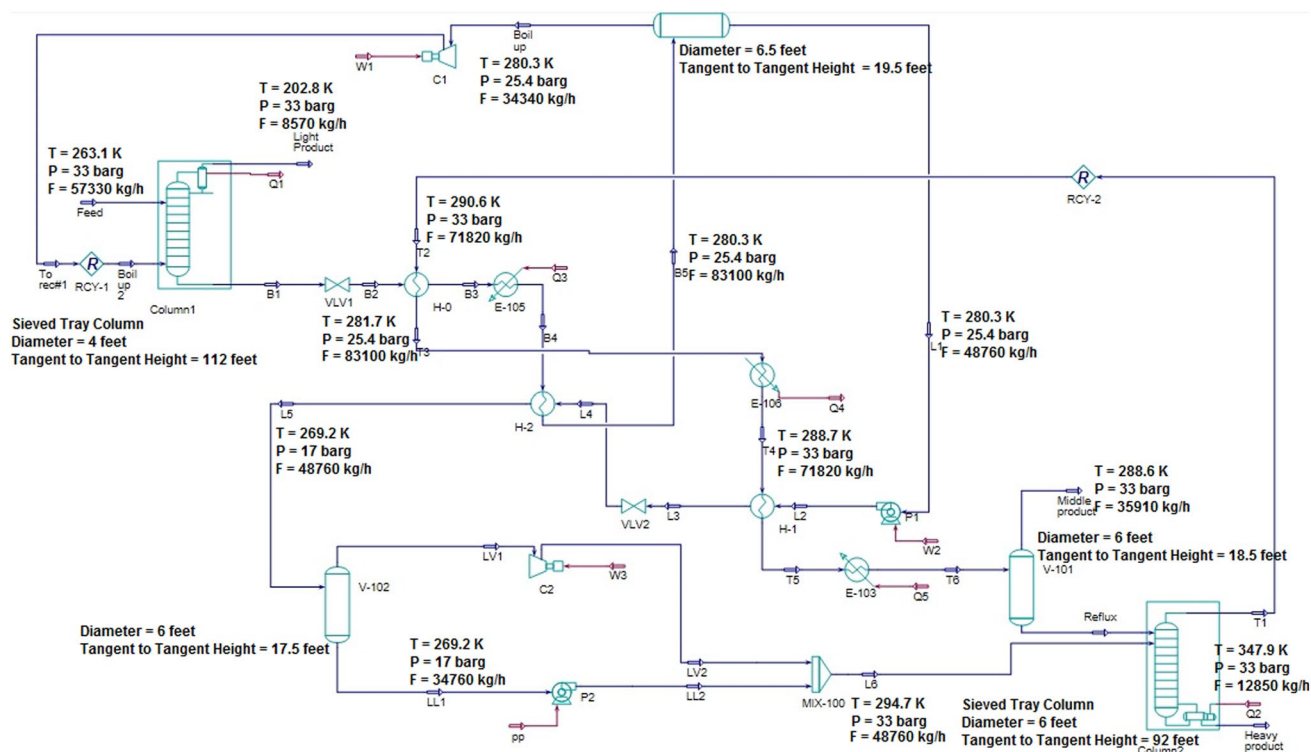 Boil
up
W1
C1
T = 280.3 K
P = 25.4 barg
F = 34340 kg/h
Diameter = 6.5 feet
Tangent to Tangent Height = 19.5 feet
T = 202.8 K
P = 33 barg
F = 8570 kg/h
Light
Product
T = 263.1 K
P = 33 barg
F = 57330 kg/h
Feed
Q1
RCY-2
T = 290.6 K
P = 33 barg
F = 71820 kg/h
T2
T = 280.3 K
P = 25.4 barg
F = 83100 kg/h
B5
To
rec#1
R
RCY-1
Boil
up
2
Column1
B1
VLV1
B2
H-0
B3
Q3
E-105
R
Sieved Tray Column
Diameter = 4 feet
Tangent to Tangent Height = 112 feet
T = 281.7 K
P = 25.4 barg
F = 83100 kg/h
T3
B4
T = 280.3 K
P = 25.4 barg
F = 48760 kg/h
L1
E-106
Q4
L5
H-2
L4
T = 269.2 K
P = 17 barg
F = 48760 kg/h
T = 288.7 K
P = 33 barg
F = 71820 kg/h
T4
VLV2
L3
H-1
L2
P1
W2
T = 288.6 K
P = 33 barg
F = 35910 kg/h
Middle
product
Diameter = 6 feet
Tangent to Tangent Height = 18.5 feet
V-101
LV1
V-102
C2
W3
T5
E-103
Q5
T6
Reflux
T1
Diameter = 6 feet
Tangent to Tangent Height = 17.5 feet
T = 269.2 K
P = 17 barg
F = 34760 kg/h
LL1
P2
pp
LV2
LL2
MIX-100
L6
T = 294.7 K
P = 33 barg
F = 48760 kg/h
Sieved Tray Column
Diameter = 6 feet
Tangent to Tangent Height = 92 feet
T = 347.9 K
P = 33 barg
F = 12850 kg/h
Q2
Heavy
product
Column2